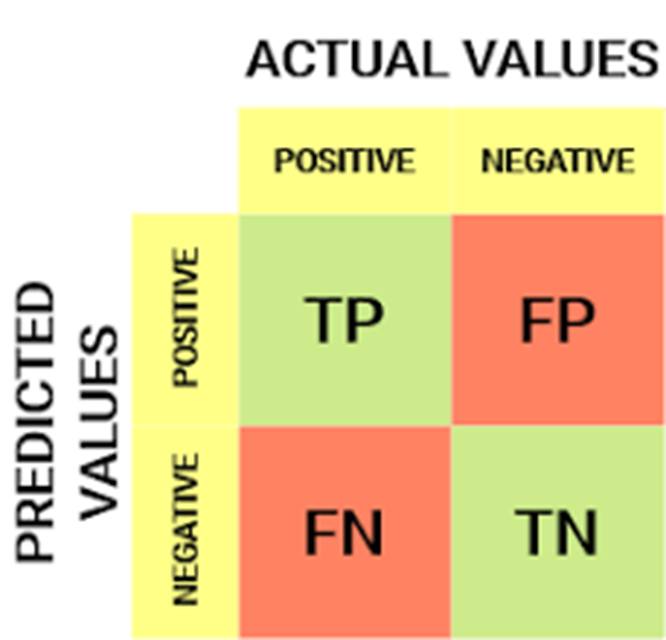 ACTUAL VALUES
POSITIVE NEGATIVE
PREDICTED
VALUES
POSITIVE
TP FP
NEGATIVE
FN TN